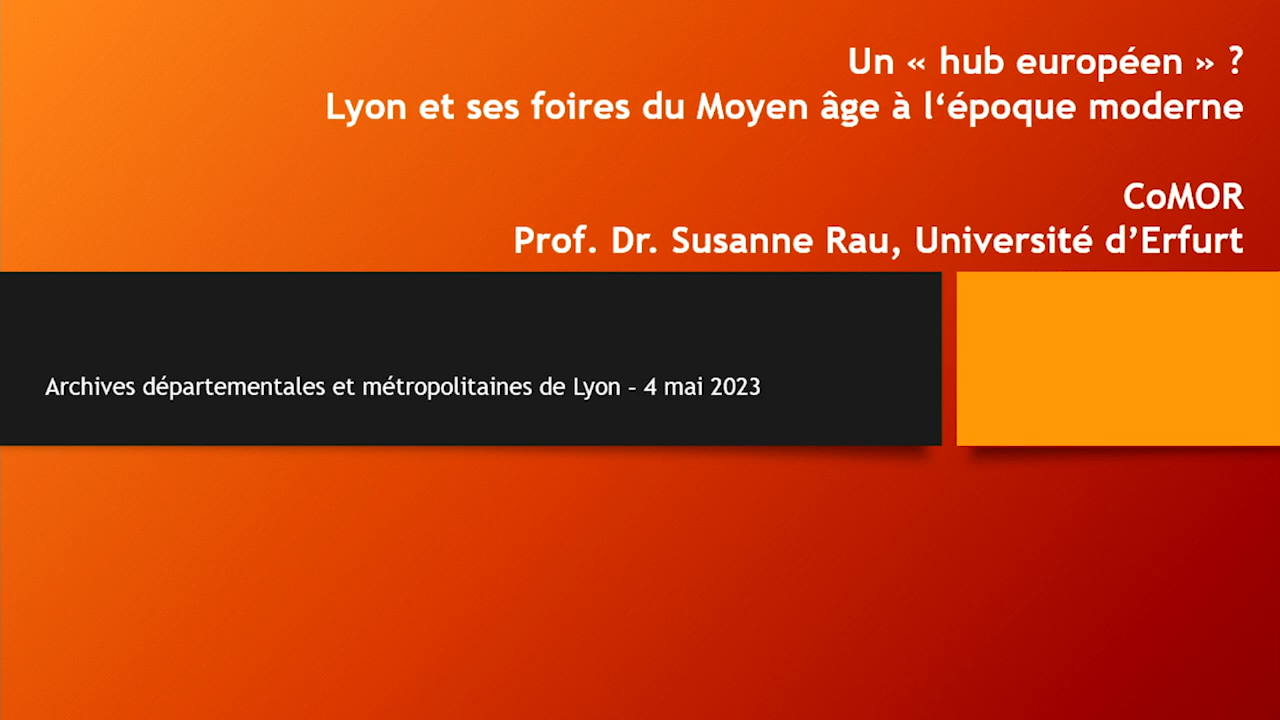 Un « hub européen » ?
Lyon et ses foires du Moyen âge à l‘époque moderne
CoMOR
Prof. Dr. Susanne Rau, Université d’Erfurt
Archives départementales et métropolitaines de Lyon – 4 mai 2023